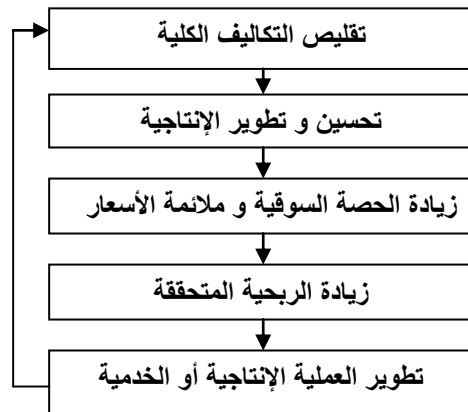 تقليص التكاليف الكلية
تحسين و تطوير الإنتاجية
زيادة الحصة السوقية و ملائمة الأسعار
زيادة الربحية المتحققة
تطوير العملية الإنتاجية أو الخدمية